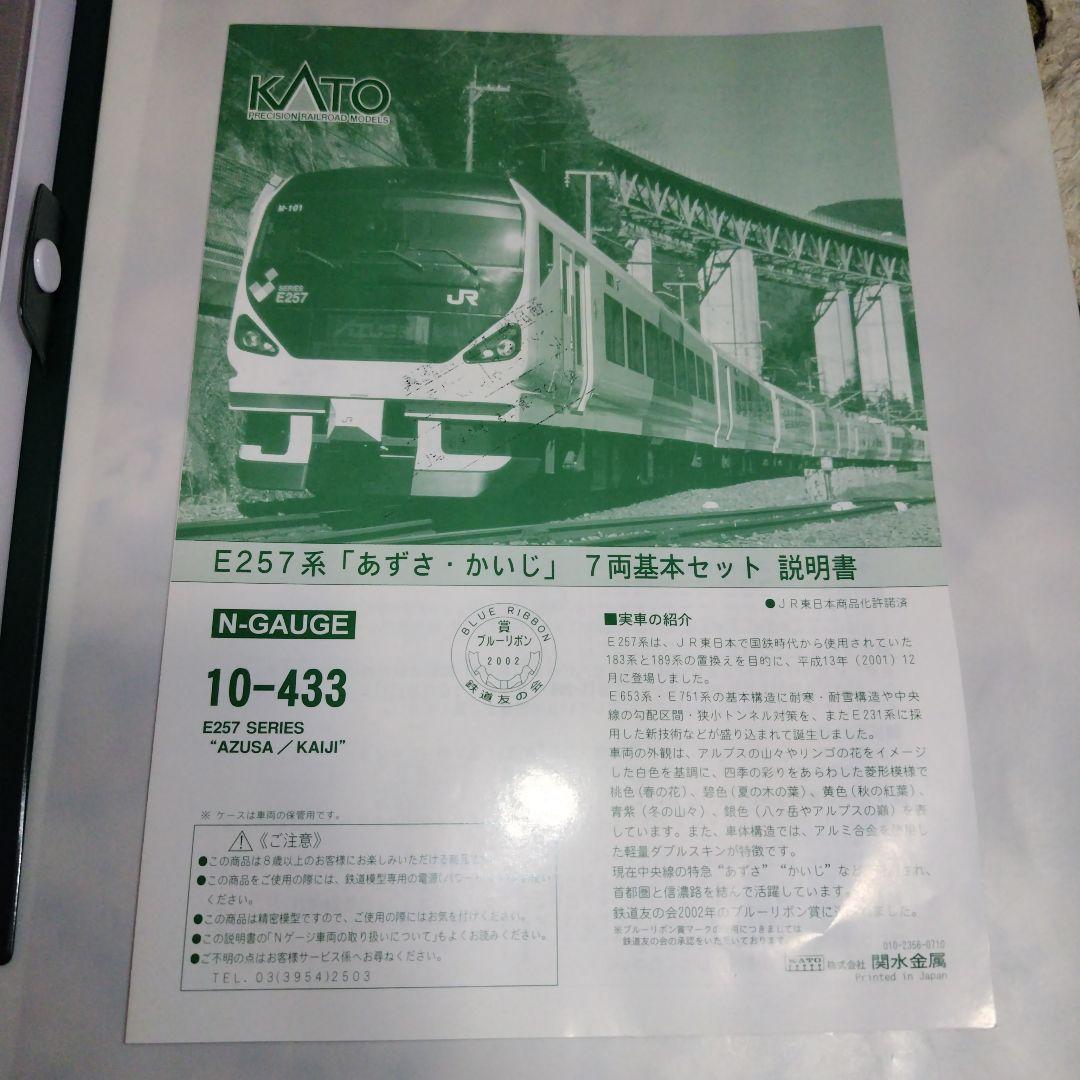 KATO
PRECISION RAILROAD MODELS
M-101
SERIES
E257
JR
AZUSA
E257系「あずさ・かいじ」 7両基本セット 説明書
●JR東日本商品化許諾済
N-GAUGE
10-433
E257 SERIES
“AZUSA／KAIJI”
BLUE RIBBON
賞
ブルーリボン
2002
鉄道友の会
■実車の紹介
E257系は、JR東日本で国鉄時代から使用されていた
183系と189系の置換えを目的に、平成13年（2001）12
月に登場しました。
E653系・E751系の基本構造に耐寒・耐雪構造や中央
線の勾配区間・狭小トンネル対策を、またE231系に採
用した新技術などが盛り込まれて誕生しました。
車両の外観は、アルプスの山々やリンゴの花をイメージ
した白色を基調に、四季の彩りをあらわした菱形模様で
桃色（春の花）、碧色（夏の木の葉）、黄色（秋の紅葉）、
青紫（冬の山々）、銀色（八ヶ岳やアルプスの巓）を表
しています。また、車体構造では、アルミ合金を
た軽量ダブルスキンが特徴です。
現在中央線の特急“あずさ”“かいじ”など され、
首都圏と信濃路を結んで活躍しています。
鉄道友の会2002年のブルーリボン賞に ました。
※ブルーリボン賞マークの 用につきましては
鉄道友の会の承認をいただいております
※ ケースは車両の保管用です。
《ご注意》
●この商品は8歳以上のお客様にお楽しみいただける
●この商品をご使用の際には、鉄道模型専用の電源
ください。
●この商品は精密模型ですので、ご使用の際にはお気を付けください。
●この説明書の「Nゲージ車両の取り扱いについて」もよくお読みください。
●ご不明の点はお客様サービス係へお尋ねください。
TEL. 03(3954)2503
010-2356-0710
KATO 株式会社 関水金属
Printed in Japan